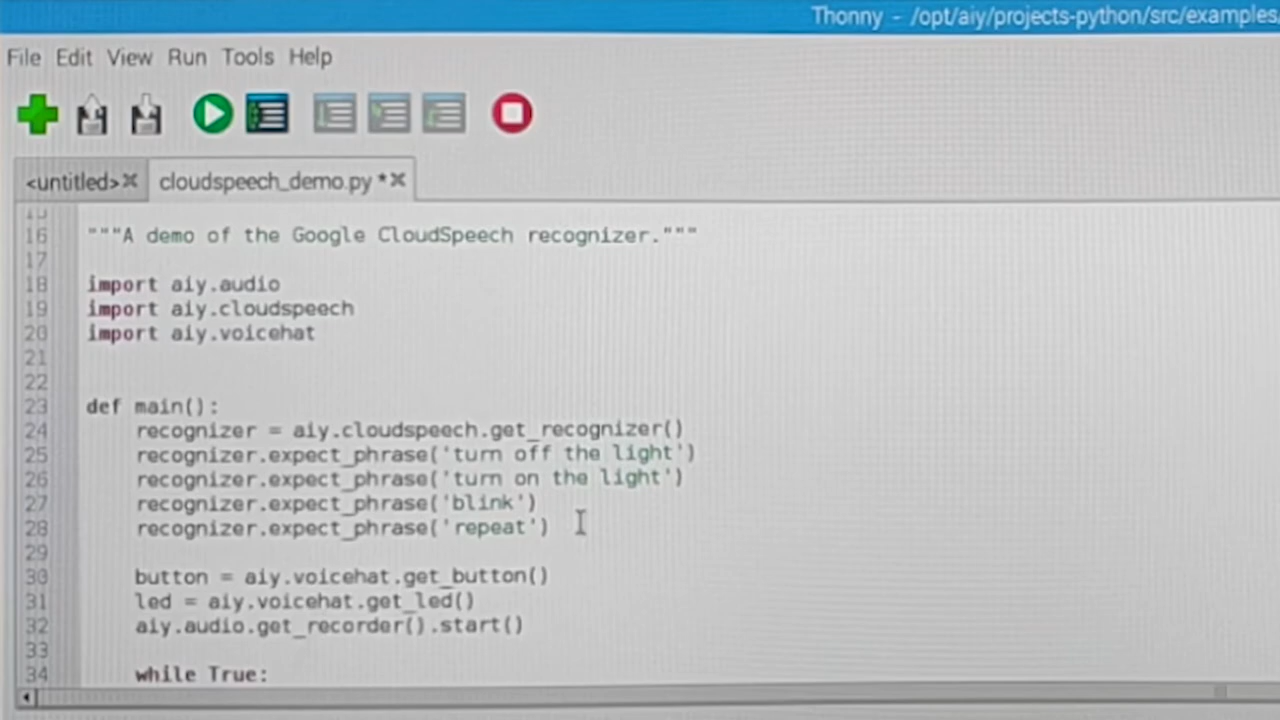 Thonny - /opt/aiy/projects-python/src/examples/
File Edit View Run Tools Help
<untitled> cloudspeech_demo.py *
15
16 """A demo of the Google CloudSpeech recognizer."""
17
18 import aiy.audio
19 import aiy.cloudspeech
20 import aiy.voicehat
21
22
23 def main():
24 recognizer = aiy.cloudspeech.get_recognizer()
25 recognizer.expect_phrase('turn off the light')
26 recognizer.expect_phrase('turn on the light')
27 recognizer.expect_phrase('blink')
28 recognizer.expect_phrase('repeat')
29
30 button = aiy.voicehat.get_button()
31 led = aiy.voicehat.get_led()
32 aiy.audio.get_recorder().start()
33
34 while True: